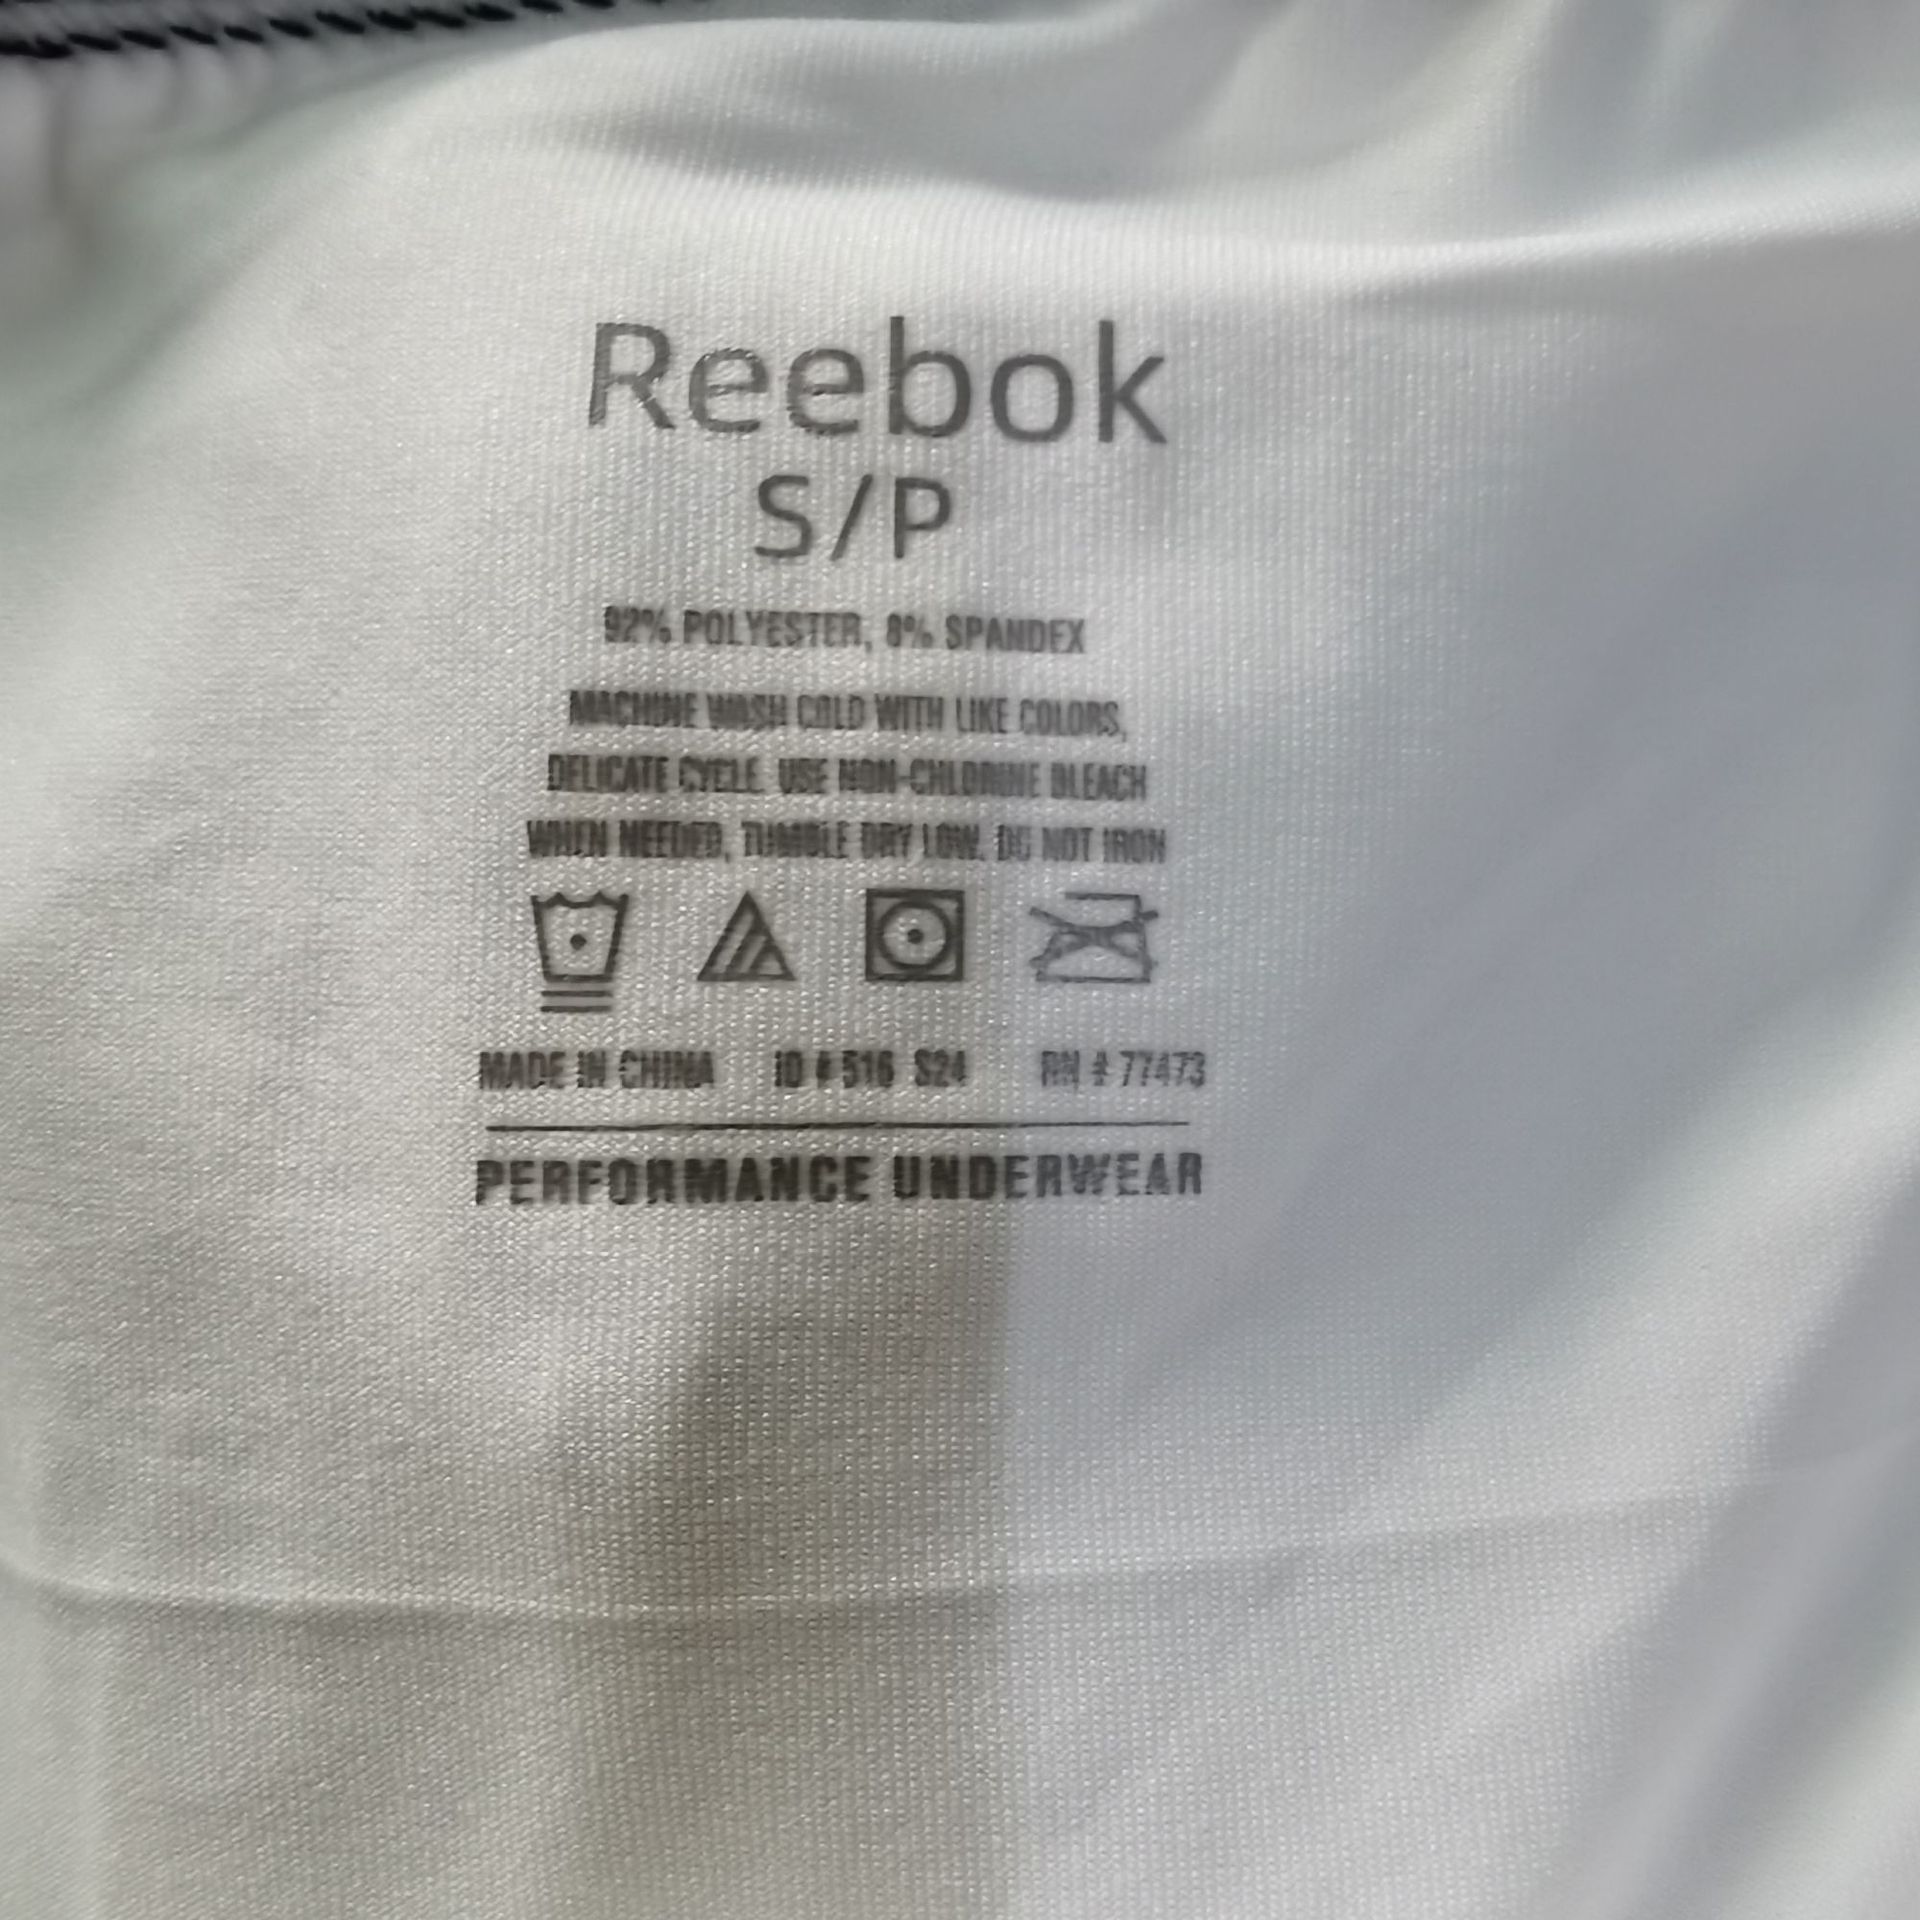 Reebok
S/P
92% POLYESTER, 8% SPANDEX
MACHINE WASH COLD WITH LIKE COLORS,
DELICATE CYCLE. USE NON-CHLORINE BLEACH
WHEN NEEDED, TUMBLE DRY LOW. DO NOT IRON
MADE IN CHINA ID # 516 S24 RN # 77473
PERFORMANCE UNDERWEAR